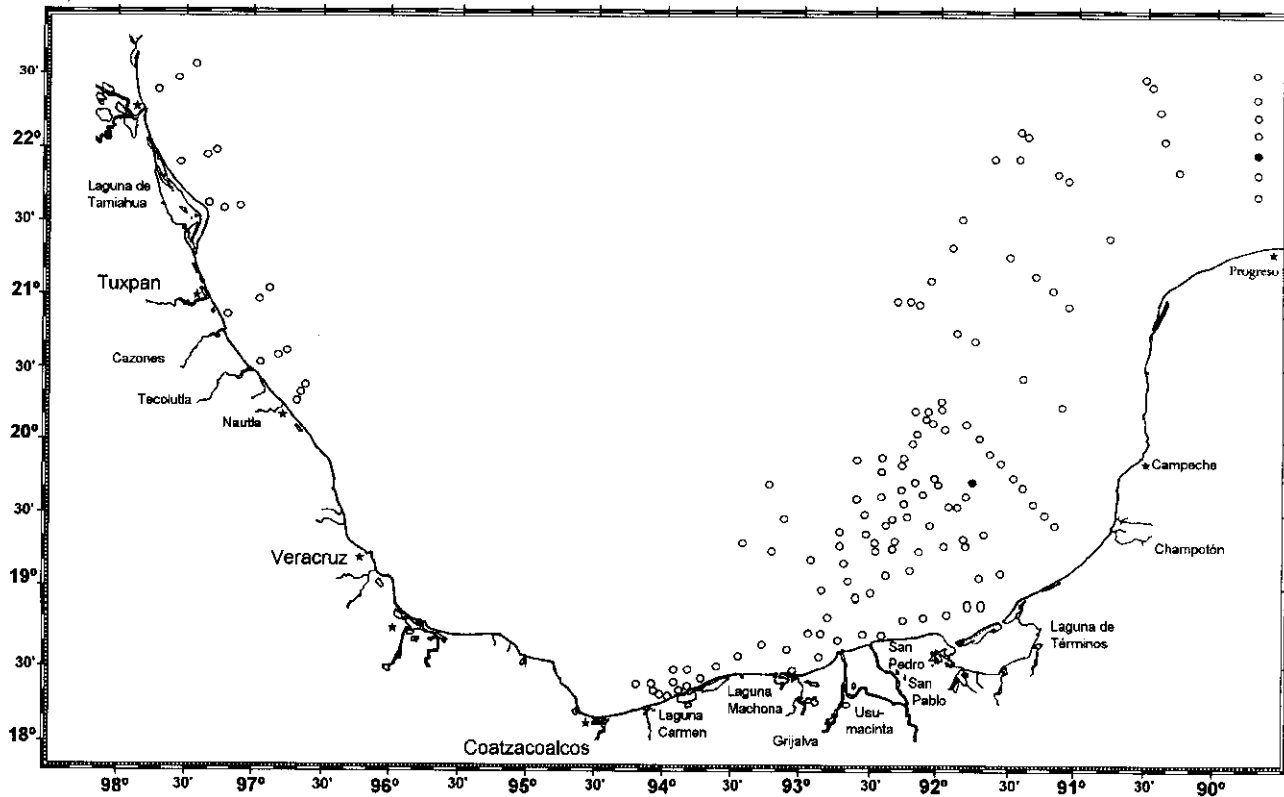 30'
22º
Laguna de
Tamiahua
30'
Tuxpan
21º
Progreso
Cazones
30'
Tecolutla
Nautla
20º
Campeche
30'
Champotón
Veracruz
19º
Laguna de
Términos
30'
San
Pedro
San
Pablo
Laguna
Machona
Laguna
Carmen
Usu-
macinta
Grijalva
18º
Coatzacoalcos
98º 30' 97º 30' 96º 30' 95º 30' 94º 30' 93º 30' 92º 30' 91º 30' 90º